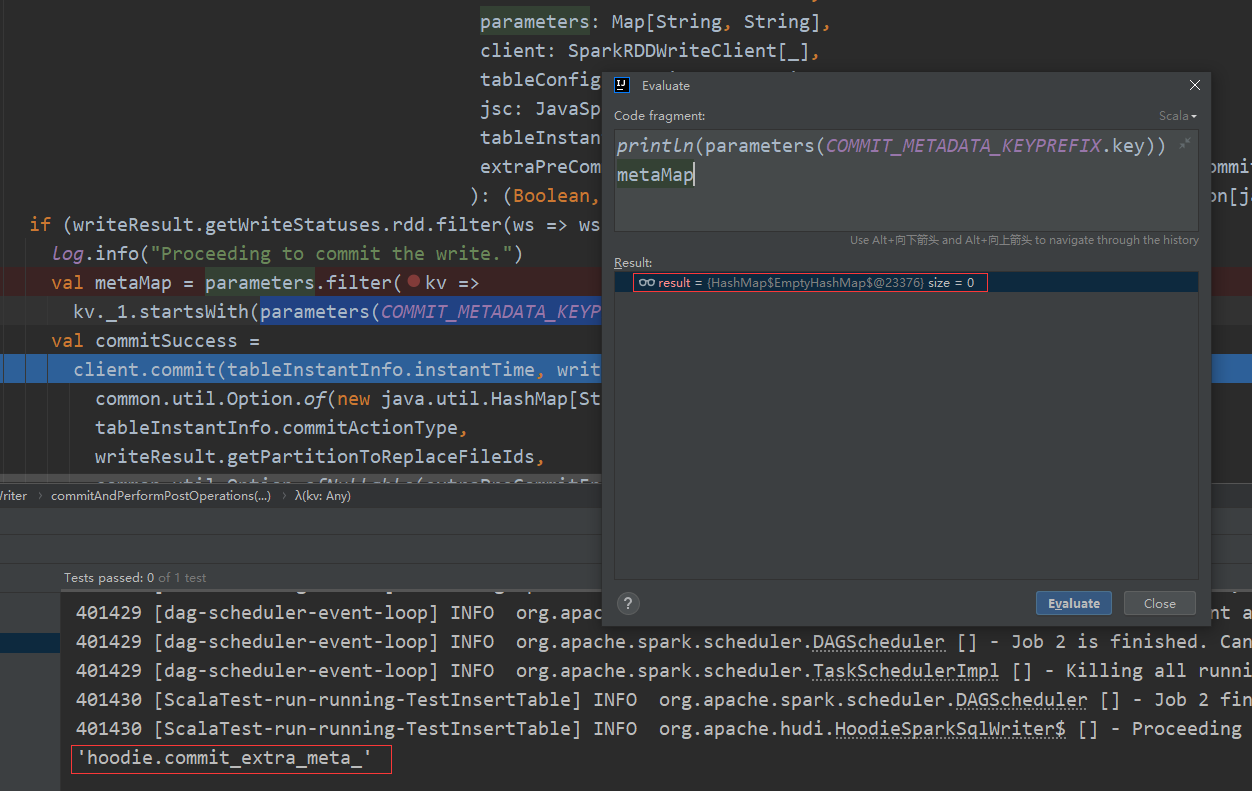 parameters: Map[String, String],
client: SparkRDDWriteClient[_],
tableConfig
jsc: JavaSp
tableInstan
extraPreCom
): (Boolean,
if (writeResult.getWriteStatuses.rdd.filter(ws => ws
log.info("Proceeding to commit the write.")
val metaMap = parameters.filter( kv =>
kv._1.startsWith(parameters(COMMIT_METADATA_KEYP
val commitSuccess =
client.commit(tableInstantInfo.instantTime, writ
common.util.Option.of(new java.util.HashMap[St
tableInstantInfo.commitActionType,
writeResult.getPartitionToReplaceFileIds,
Evaluate
Code fragment:
Scala
println(parameters(COMMIT_METADATA_KEYPREFIX.key))
metaMap
Use Alt+向下箭头 and Alt+向上箭头 to navigate through the history
Result:
result = {HashMap$EmptyHashMap$@23376} size = 0
?
Evaluate
Close
ommit
on[j
riter › commitAndPerformPostOperations(...) › λ(kv: Any)
Tests passed: 0 of 1 test
401429 [dag-scheduler-event-loop] INFO org.apac
nt a
401429 [dag-scheduler-event-loop] INFO org.apache.spark.scheduler.DAGScheduler [] - Job 2 is finished. Can
401429 [dag-scheduler-event-loop] INFO org.apache.spark.scheduler.TaskSchedulerImpl [] - Killing all runni
401430 [ScalaTest-run-running-TestInsertTable] INFO org.apache.spark.scheduler.DAGScheduler [] - Job 2 fin
401430 [ScalaTest-run-running-TestInsertTable] INFO org.apache.hudi.HoodieSparkSqlWriter$ [] - Proceeding
'hoodie.commit_extra_meta_'